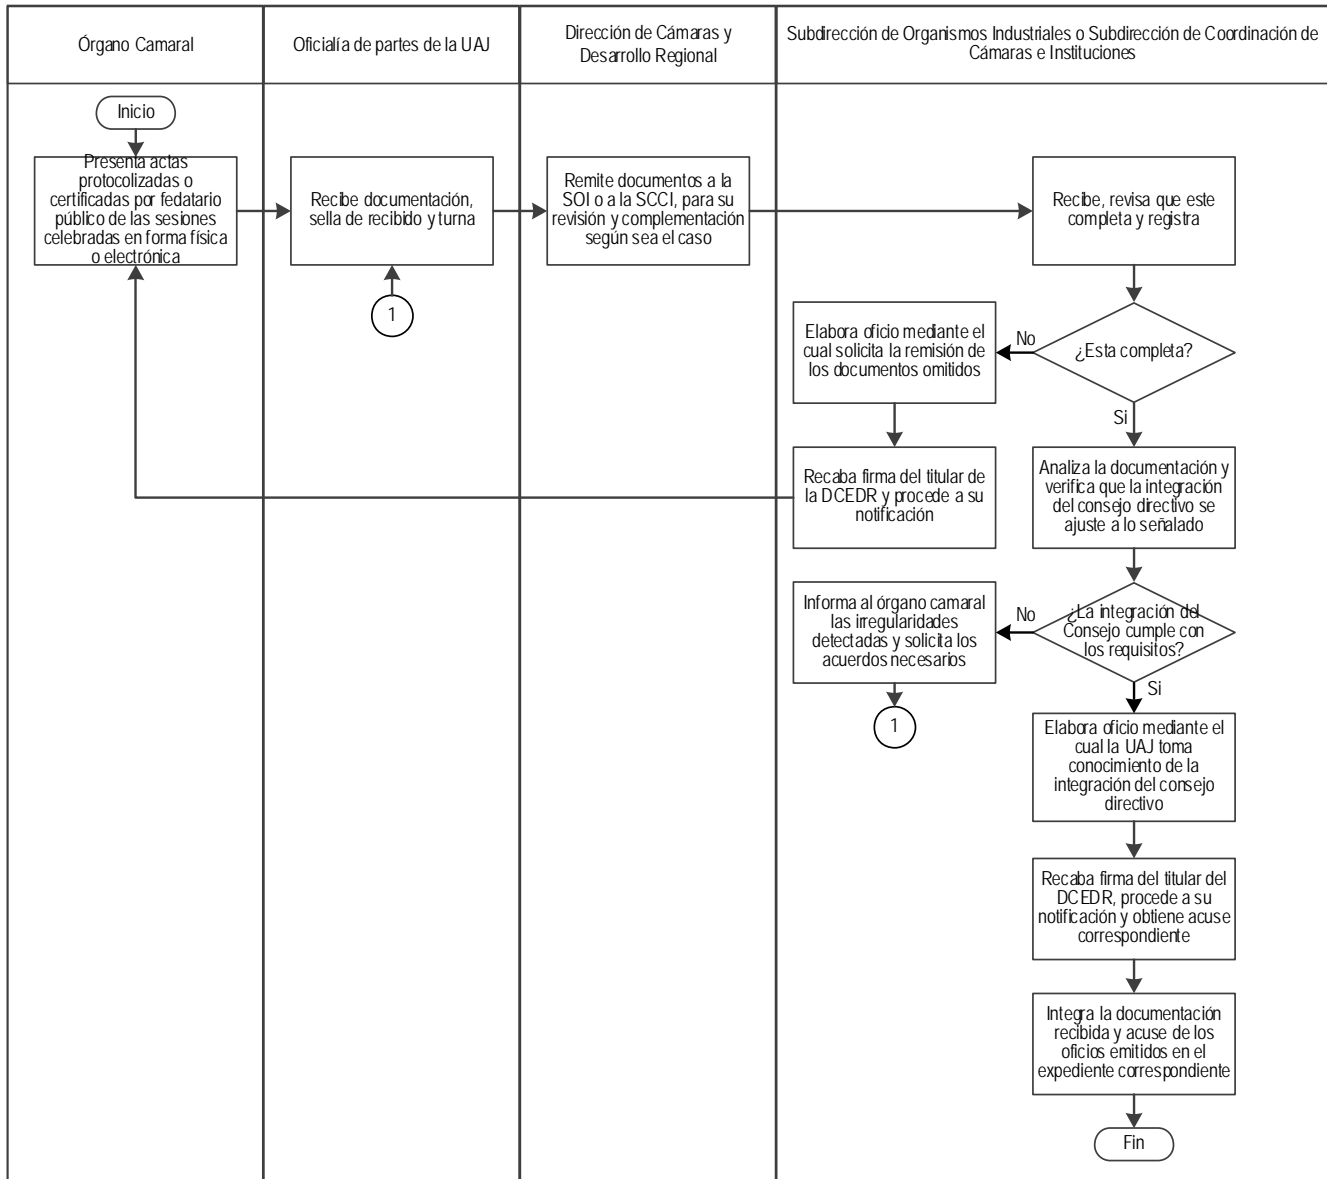 Órgano Camaral
Oficialía de partes de la UAJ
Dirección de Cámaras y
Desarrollo Regional
Subdirección de Organismos Industriales o Subdirección de Coordinación de
Cámaras e Instituciones
Inicio
Presenta actas
protocolizadas o
certificadas por fedatario
público de las sesiones
celebradas en forma física
o electrónica
Recibe documentación,
sella de recibido y turna
Remite documentos a la
SOI o a la SCCI, para su
revisión y complementación
según sea el caso
Recibe, revisa que este
completa y registra
1
¿Esta completa?
No
Si
Elabora oficio mediante el
cual solicita la remisión de
los documentos omitidos
Recaba firma del titular de
la DCEDR y procede a su
notificación
Analiza la documentación y
verifica que la integración
del consejo directivo se
ajuste a lo señalado
¿La integración del
Consejo cumple con
los requisitos?
No
Si
Informa al órgano camaral
las irregularidades
detectadas y solicita los
acuerdos necesarios
1
Elabora oficio mediante el
cual la UAJ toma
conocimiento de la
integración del consejo
directivo
Recaba firma del titular del
DCEDR, procede a su
notificación y obtiene acuse
correspondiente
Integra la documentación
recibida y acuse de los
oficios emitidos en el
expediente correspondiente
Fin